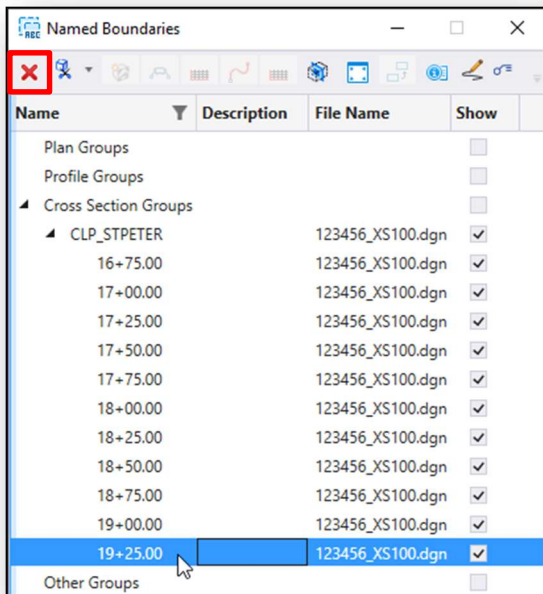 ABC Named Boundaries
Name Description File Name Show
Plan Groups
Profile Groups
Cross Section Groups
CLP_STPETER 123456_XS100.dgn
16+75.00 123456_XS100.dgn
17+00.00 123456_XS100.dgn
17+25.00 123456_XS100.dgn
17+50.00 123456_XS100.dgn
17+75.00 123456_XS100.dgn
18+00.00 123456_XS100.dgn
18+25.00 123456_XS100.dgn
18+50.00 123456_XS100.dgn
18+75.00 123456_XS100.dgn
19+00.00 123456_XS100.dgn
19+25.00 123456_XS100.dgn
Other Groups